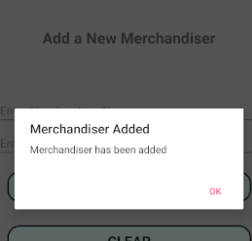 Add a New Merchandiser
Merchandiser Added
Merchandiser has been added
OK
CLEAR